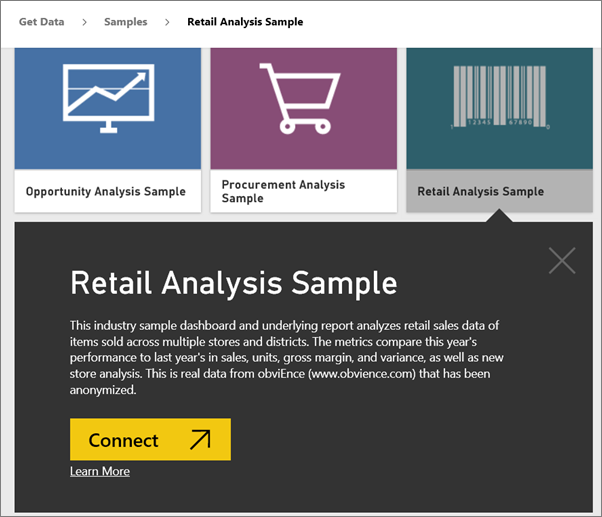 Get Data > Samples > Retail Analysis Sample
1 12345 67890 0
Opportunity Analysis Sample
Procurement Analysis
Sample
Retail Analysis Sample
Retail Analysis Sample
This industry sample dashboard and underlying report analyzes retail sales data of
items sold across multiple stores and districts. The metrics compare this year's
performance to last year's in sales, units, gross margin, and variance, as well as new
store analysis. This is real data from obviEnce (www.obvience.com) that has been
anonymized.
Connect
Learn More